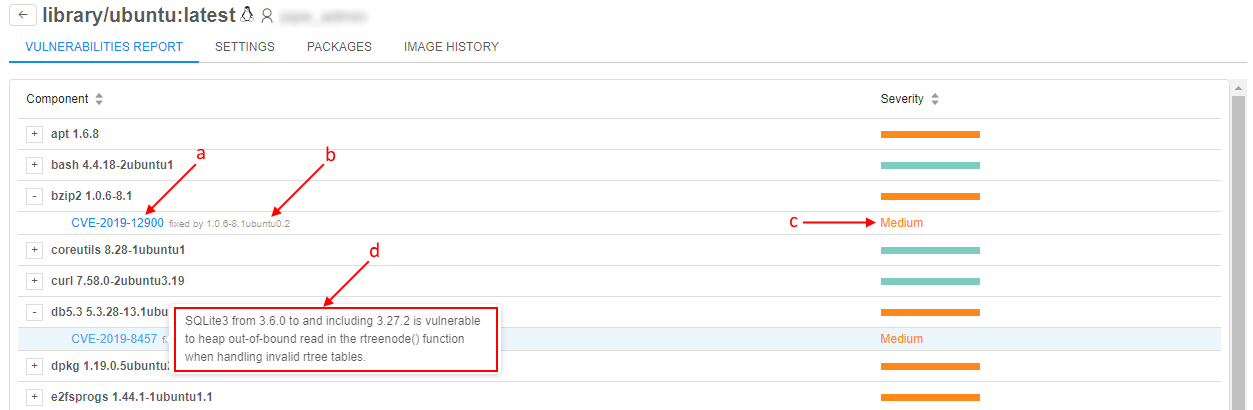 library/ubuntu:latest
VULNERABILITIES REPORT SETTINGS PACKAGES IMAGE HISTORY
Component Severity
+ apt 1.6.8
a
b
+ bash 4.4.18-2ubuntu1
- bzip2 1.0.6-8.1
CVE-2019-12900 fixed by 1.0.6-8.1ubuntu0.2
c
Medium
+ coreutils 8.28-1ubuntu1
d
+ curl 7.58.0-2ubuntu3.19
- db5.3 5.3.28-13.1ubu
SQLite3 from 3.6.0 to and including 3.27.2 is vulnerable
to heap out-of-bound read in the rtreenode() function
when handling invalid rtree tables.
CVE-2019-8457
Medium
+ dpkg 1.19.0.5ubuntu
+ e2fsprogs 1.44.1-1ubuntu1.1